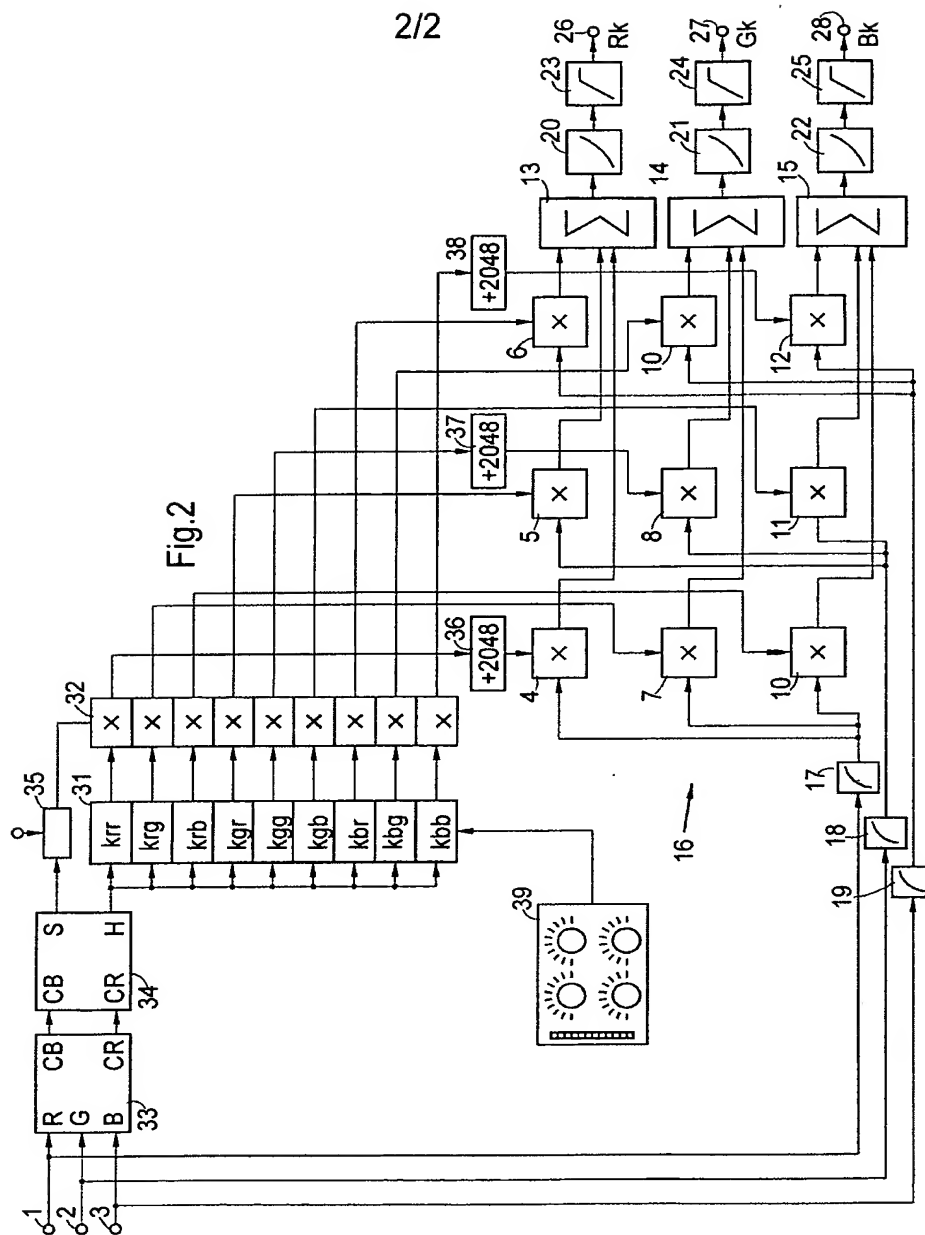 2/2
Fig.2
1
2
3
R
G
B
CB
CR
33
CB
CR
S
H
34
35
31
krr
krg
krb
kgr
kgg
kgb
kbr
kbg
kbb
32
×
×
×
×
×
×
×
×
×
39
36
+2048
37
+2048
38
+2048
4
×
5
×
6
×
7
×
8
×
10
×
10
×
11
×
12
×
16
17
18
19
13
Σ
14
Σ
15
Σ
20
21
22
23
24
25
26
Rk
27
Gk
28
Bk